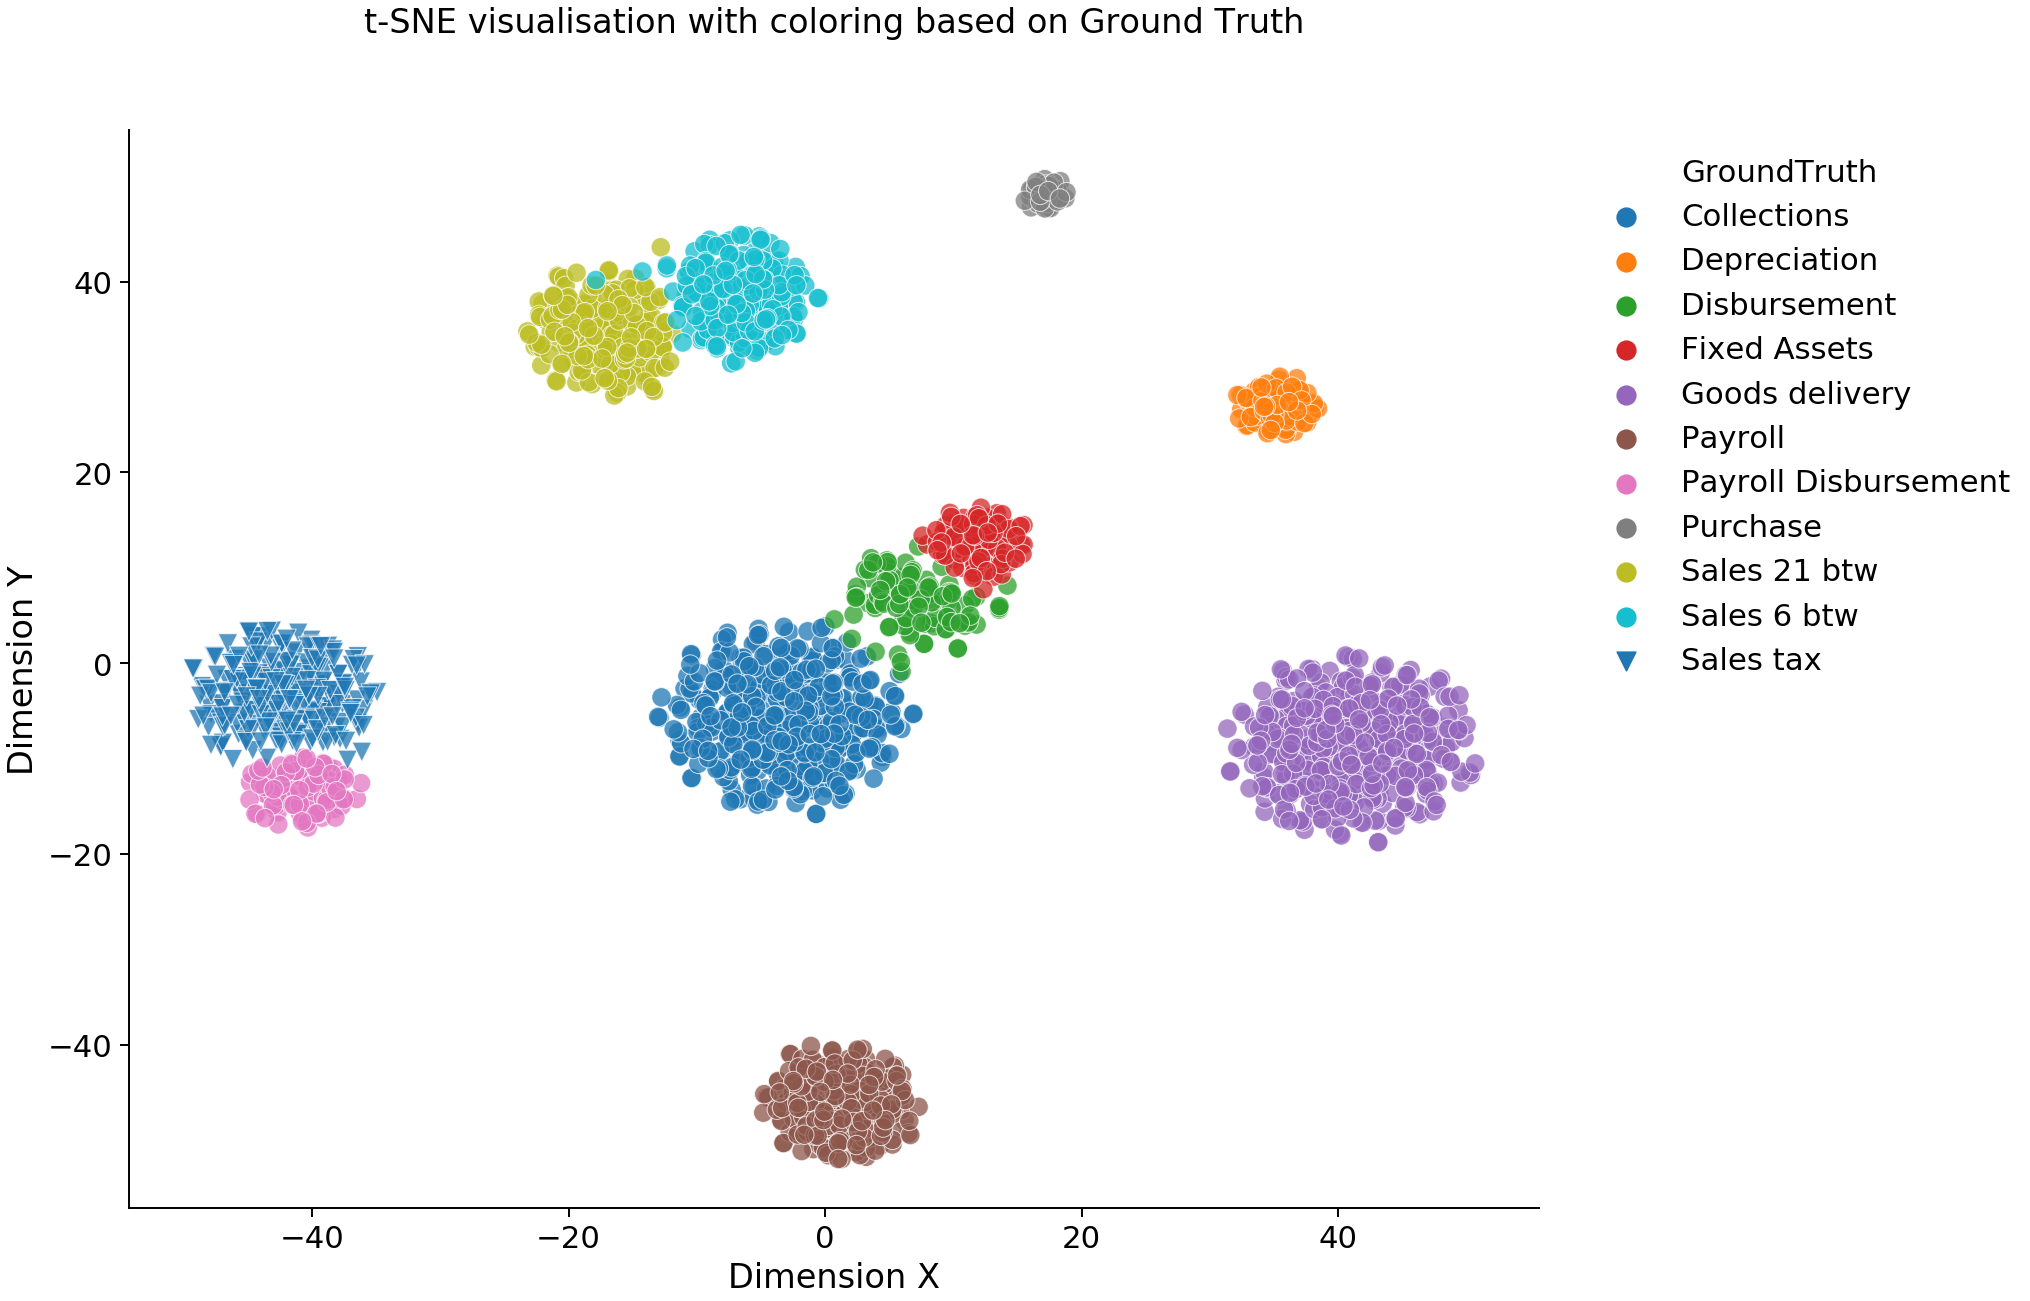 t-SNE visualisation with coloring based on Ground Truth
GroundTruth
Collections
Depreciation
Disbursement
Fixed Assets
Goods delivery
Payroll
Payroll Disbursement
Purchase
Sales 21 btw
Sales 6 btw
Sales tax
Dimension Y
40
20
0
−20
−40
−40
−20
0
20
40
Dimension X